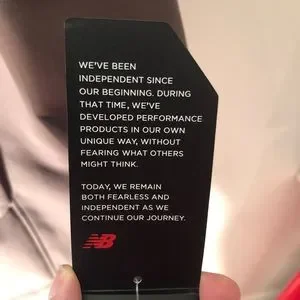 WE'VE BEEN
INDEPENDENT SINCE
OUR BEGINNING. DURING
THAT TIME, WE'VE
DEVELOPED PERFORMANCE
PRODUCTS IN OUR OWN
UNIQUE WAY, WITHOUT
FEARING WHAT OTHERS
MIGHT THINK.
TODAY, WE REMAIN
BOTH FEARLESS AND
INDEPENDENT AS WE
CONTINUE OUR JOURNEY.
NB